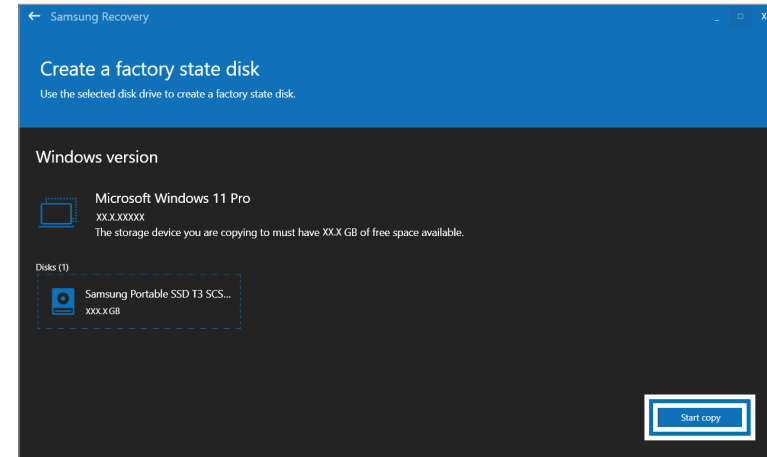 Samsung Recovery
Create a factory state disk
Use the selected disk drive to create a factory state disk.
Windows version
Microsoft Windows 11 Pro
XX.X.XXXXX
The storage device you are copying to must have XX.X GB of free space available.
Disks (1)
Samsung Portable SSD T3 SCS...
XXX.X GB
Start copy